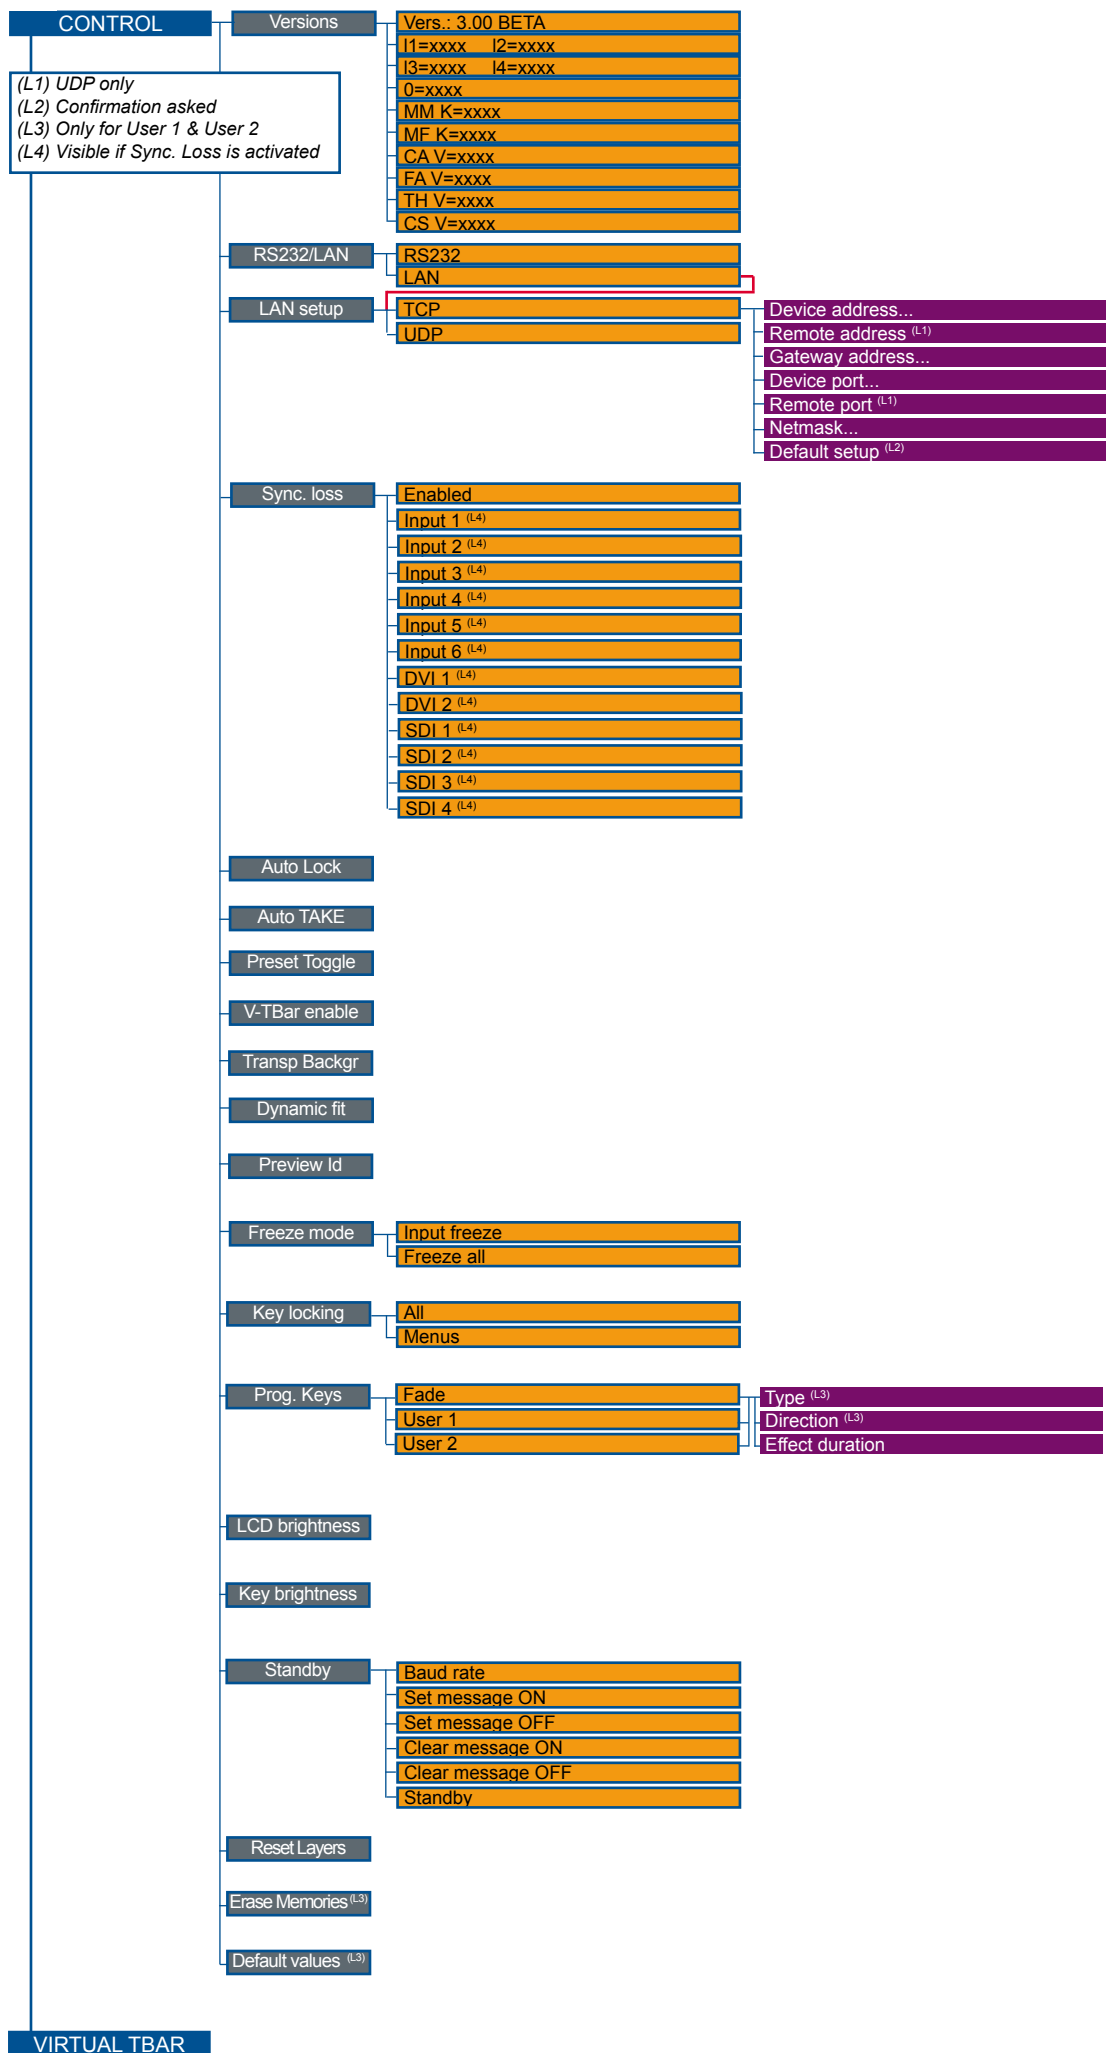 CONTROL
(L1) UDP only
(L2) Confirmation asked
(L3) Only for User 1 & User 2
(L4) Visible if Sync. Loss is activated
Versions
Vers.: 3.00 BETA
I1=xxxx I2=xxxx
I3=xxxx I4=xxxx
0=xxxx
MM K=xxxx
MF K=xxxx
CA V=xxxx
FA V=xxxx
TH V=xxxx
CS V=xxxx
RS232/LAN
RS232
LAN
LAN setup
TCP
UDP
Device address...
Remote address (L1)
Gateway address...
Device port...
Remote port (L1)
Netmask...
Default setup (L2)
Sync. loss
Enabled
Input 1 (L4)
Input 2 (L4)
Input 3 (L4)
Input 4 (L4)
Input 5 (L4)
Input 6 (L4)
DVI 1 (L4)
DVI 2 (L4)
SDI 1 (L4)
SDI 2 (L4)
SDI 3 (L4)
SDI 4 (L4)
Auto Lock
Auto TAKE
Preset Toggle
V-TBar enable
Transp Backgr
Dynamic fit
Preview Id
Freeze mode
Input freeze
Freeze all
Key locking
All
Menus
Prog. Keys
Fade
User 1
User 2
Type (L3)
Direction (L3)
Effect duration
LCD brightness
Key brightness
Standby
Baud rate
Set message ON
Set message OFF
Clear message ON
Clear message OFF
Standby
Reset Layers
Erase Memories (L3)
Default values (L3)
VIRTUAL TBAR